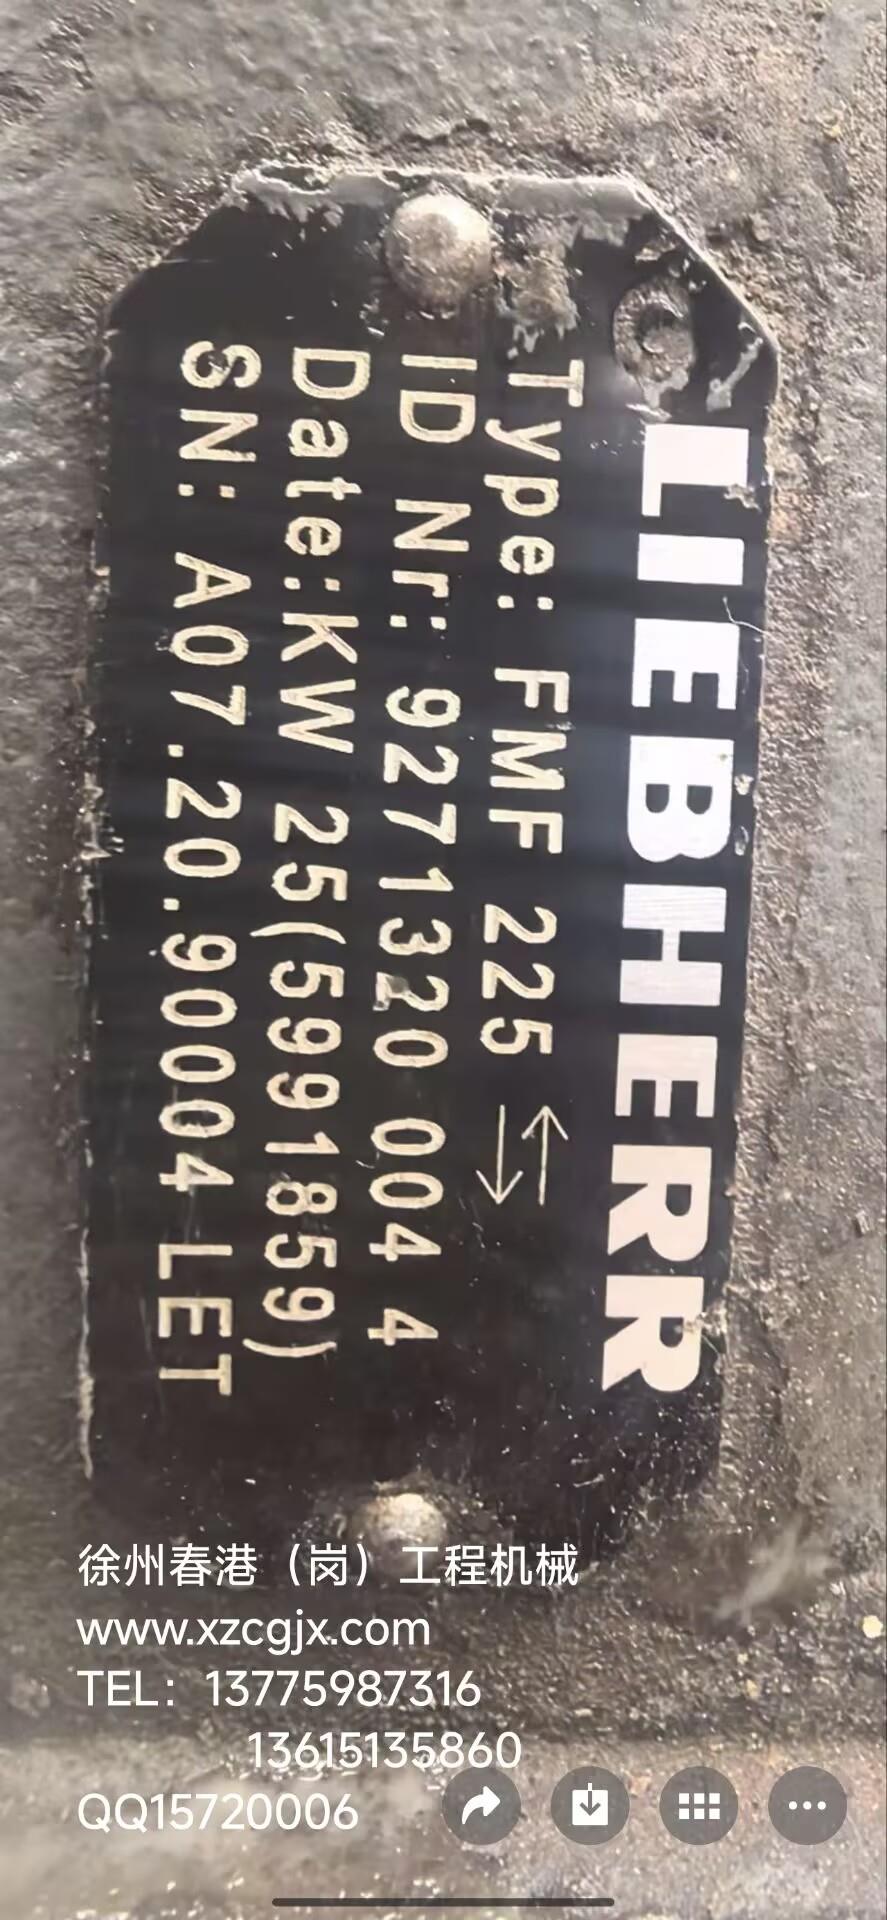 LIEBHERR
Type: FMF 225
ID Nr: 9271320 004 4
Date:KW 25(5991859)
SN: A07.20.90004 LET
徐州春港（岗）工程机械
www.xzcgjx.com
TEL：13775987316
13615135860
QQ15720006